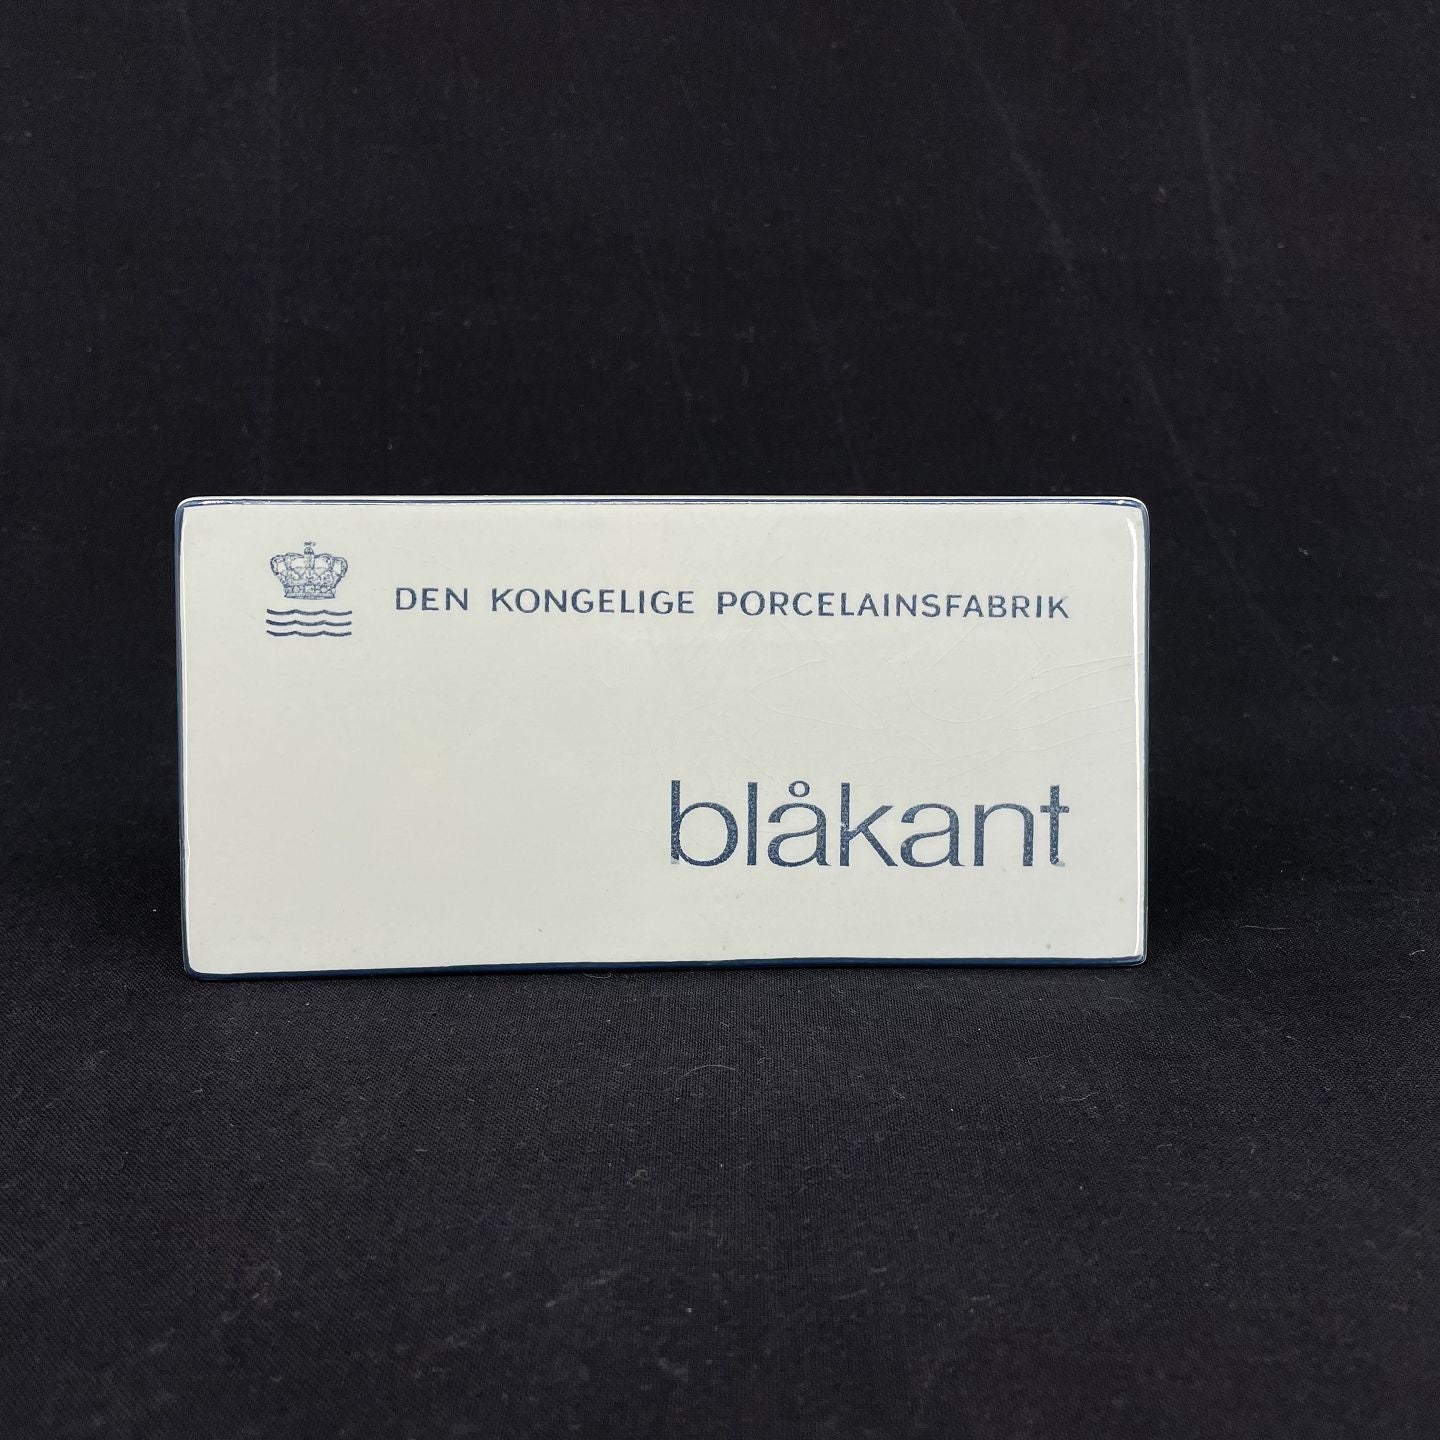 DEN KONGELIGE PORCELAINSFABRIK
blåkant